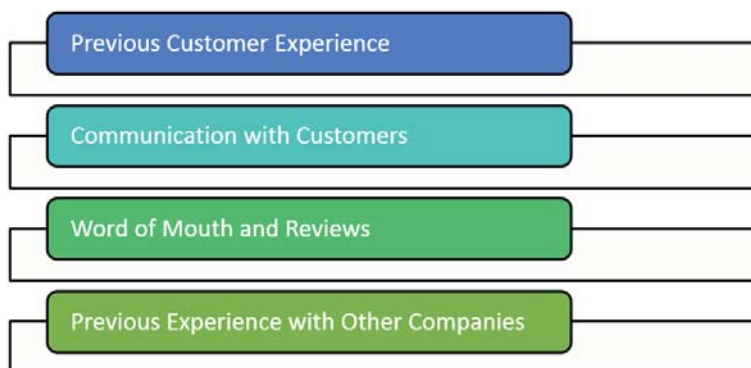 Previous Customer Experience
Communication with Customers
Word of Mouth and Reviews
Previous Experience with Other Companies